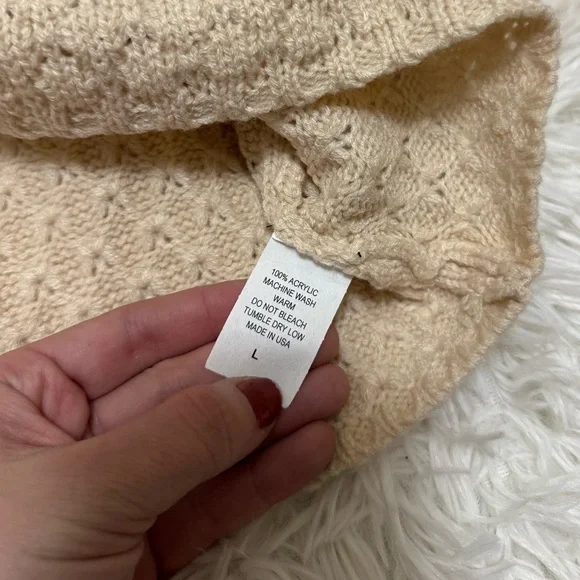 100% ACRYLIC
MACHINE WASH
WARM
DO NOT BLEACH
TUMBLE DRY LOW
MADE IN USA
L